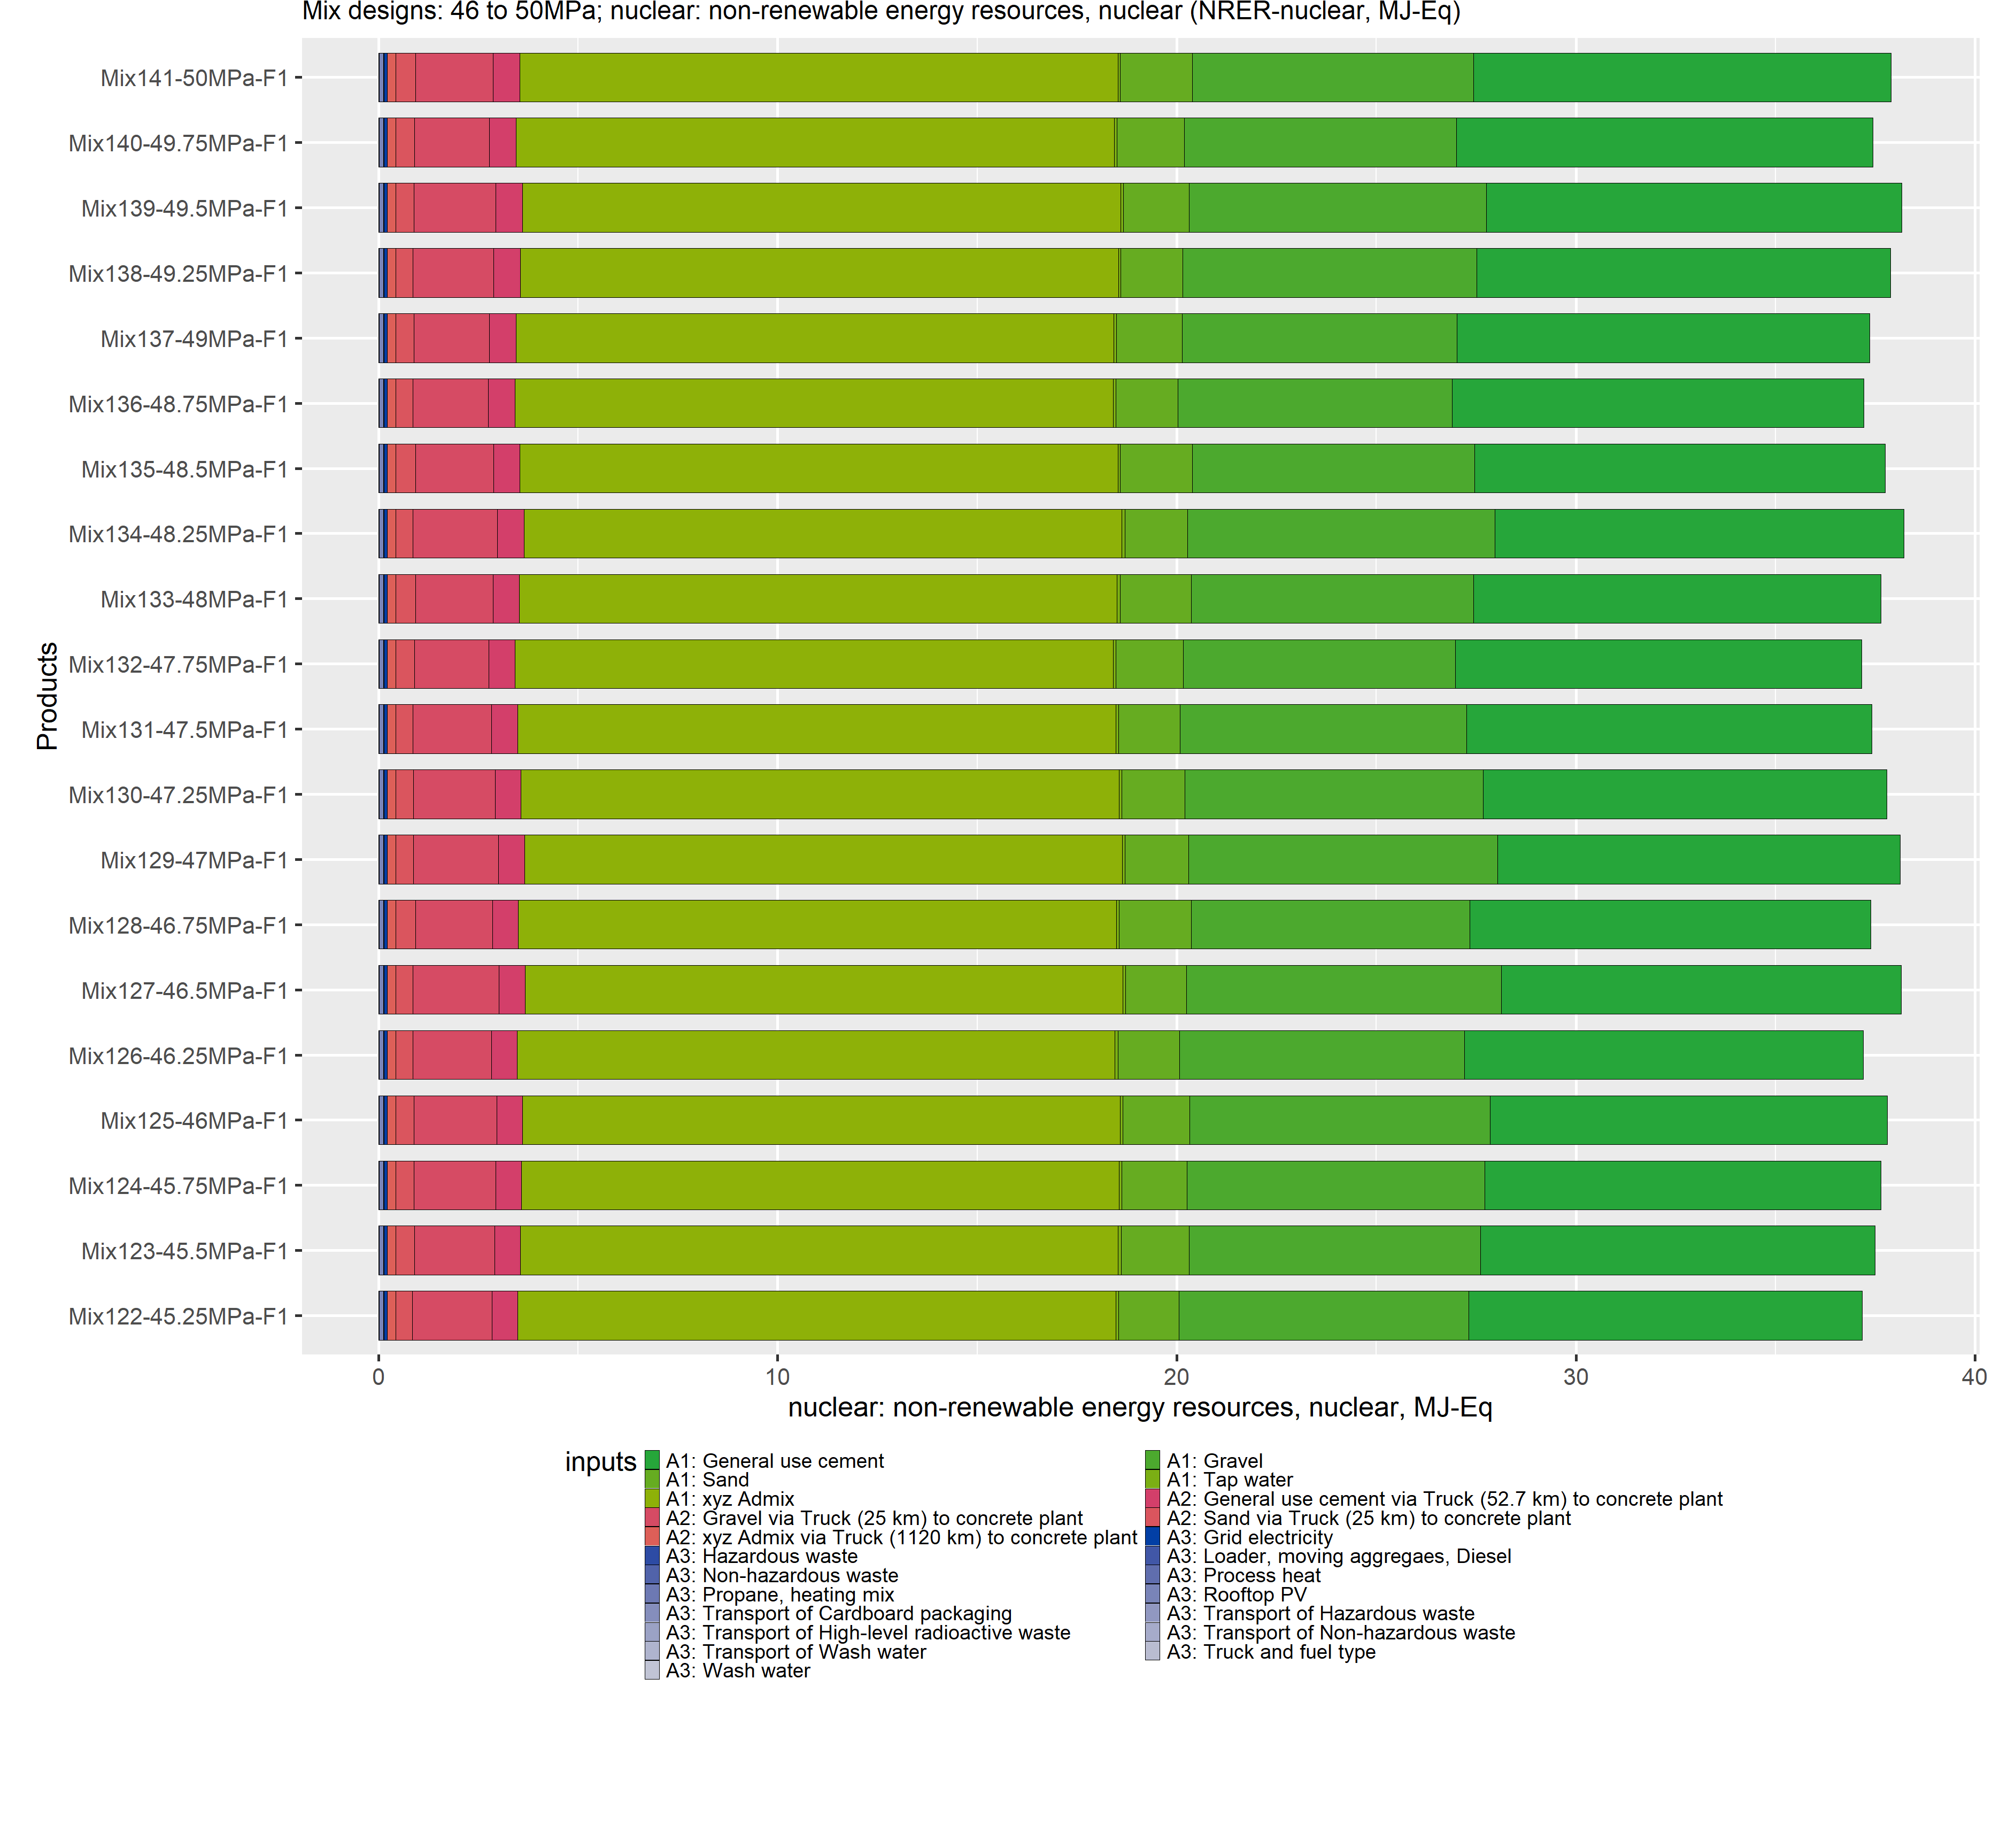 Mix designs: 46 to 50MPa; nuclear: non-renewable energy resources, nuclear (NRER-nuclear, MJ-Eq)
Mix141-50MPa-F1
Mix140-49.75MPa-F1
Mix139-49.5MPa-F1
Mix138-49.25MPa-F1
Mix137-49MPa-F1
Mix136-48.75MPa-F1
Mix135-48.5MPa-F1
Mix134-48.25MPa-F1
Mix133-48MPa-F1
Mix132-47.75MPa-F1
Mix131-47.5MPa-F1
Mix130-47.25MPa-F1
Mix129-47MPa-F1
Mix128-46.75MPa-F1
Mix127-46.5MPa-F1
Mix126-46.25MPa-F1
Mix125-46MPa-F1
Mix124-45.75MPa-F1
Mix123-45.5MPa-F1
Mix122-45.25MPa-F1
Products
0 10 20 30 40
nuclear: non-renewable energy resources, nuclear, MJ-Eq
inputs
A1: General use cement A1: Gravel
A1: Sand A1: Tap water
A1: xyz Admix A2: General use cement via Truck (52.7 km) to concrete plant
A2: Gravel via Truck (25 km) to concrete plant A2: Sand via Truck (25 km) to concrete plant
A2: xyz Admix via Truck (1120 km) to concrete plant A3: Grid electricity
A3: Hazardous waste A3: Loader, moving aggregaes, Diesel
A3: Non-hazardous waste A3: Process heat
A3: Propane, heating mix A3: Rooftop PV
A3: Transport of Cardboard packaging A3: Transport of Hazardous waste
A3: Transport of High-level radioactive waste A3: Transport of Non-hazardous waste
A3: Transport of Wash water A3: Truck and fuel type
A3: Wash water